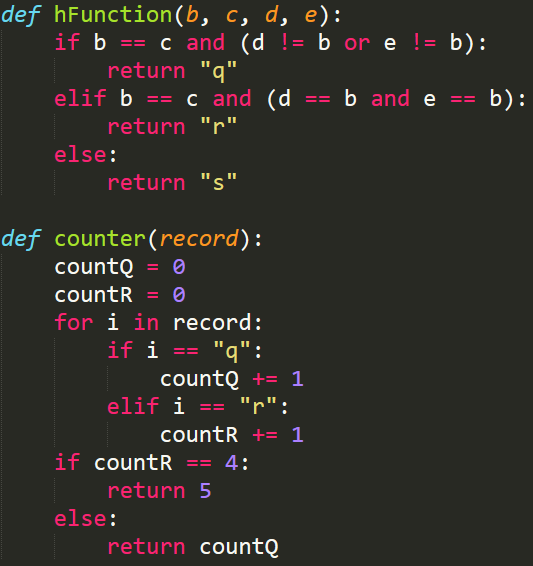 def hFunction(b, c, d, e):
    if b == c and (d != b or e != b):
        return "q"
    elif b == c and (d == b and e == b):
        return "r"
    else:
        return "s"

def counter(record):
    countQ = 0
    countR = 0
    for i in record:
        if i == "q":
            countQ += 1
        elif i == "r":
            countR += 1
    if countR == 4:
        return 5
    else:
        return countQ